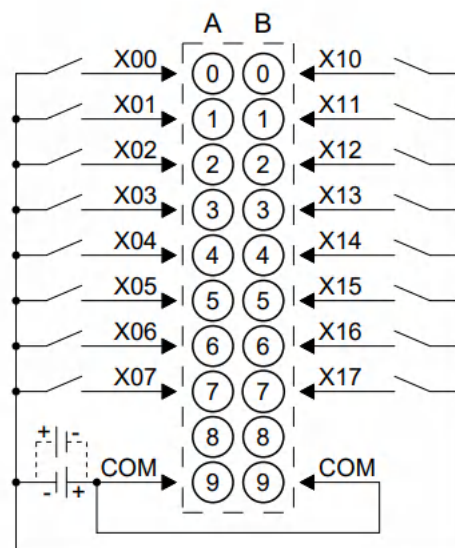 A B
X00 0 0 X10
X01 1 1 X11
X02 2 2 X12
X03 3 3 X13
X04 4 4 X14
X05 5 5 X15
X06 6 6 X16
X07 7 7 X17
+ - 8 8
COM 9 9 COM
- +